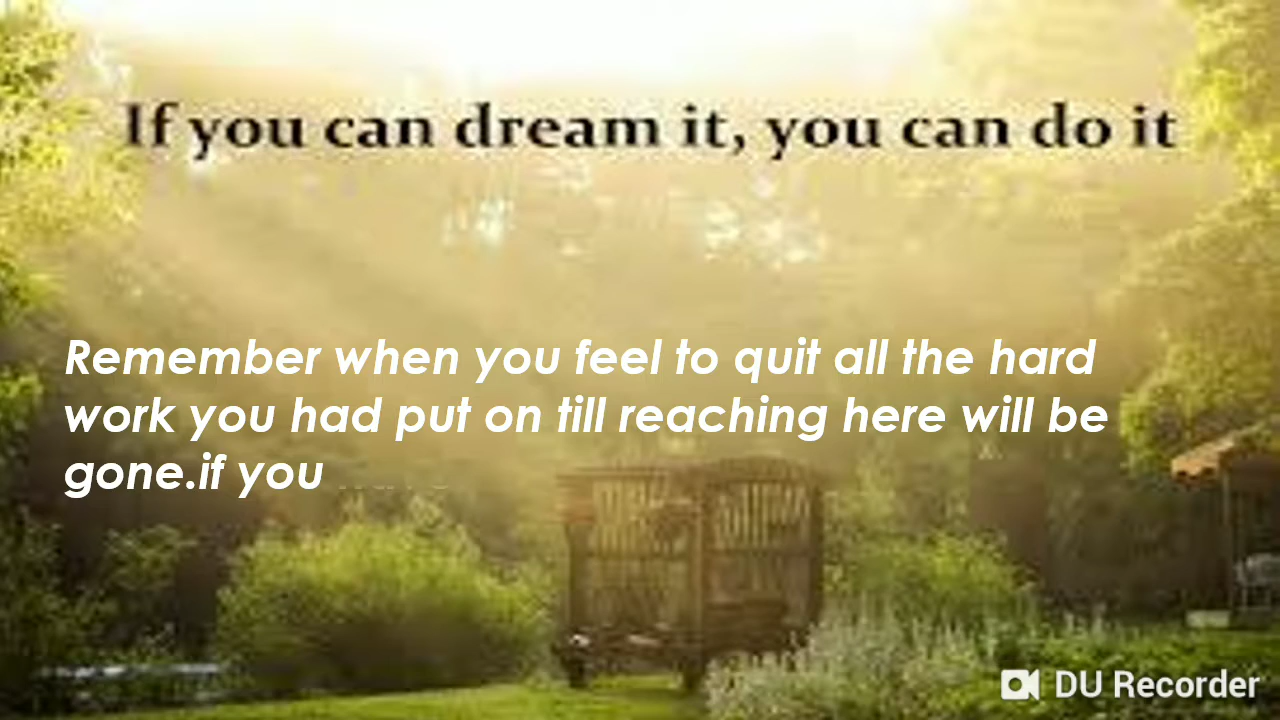 If you can dream it, you can do it
Remember when you feel to quit all the hard
work you had put on till reaching here will be
gone.if you
DU Recorder